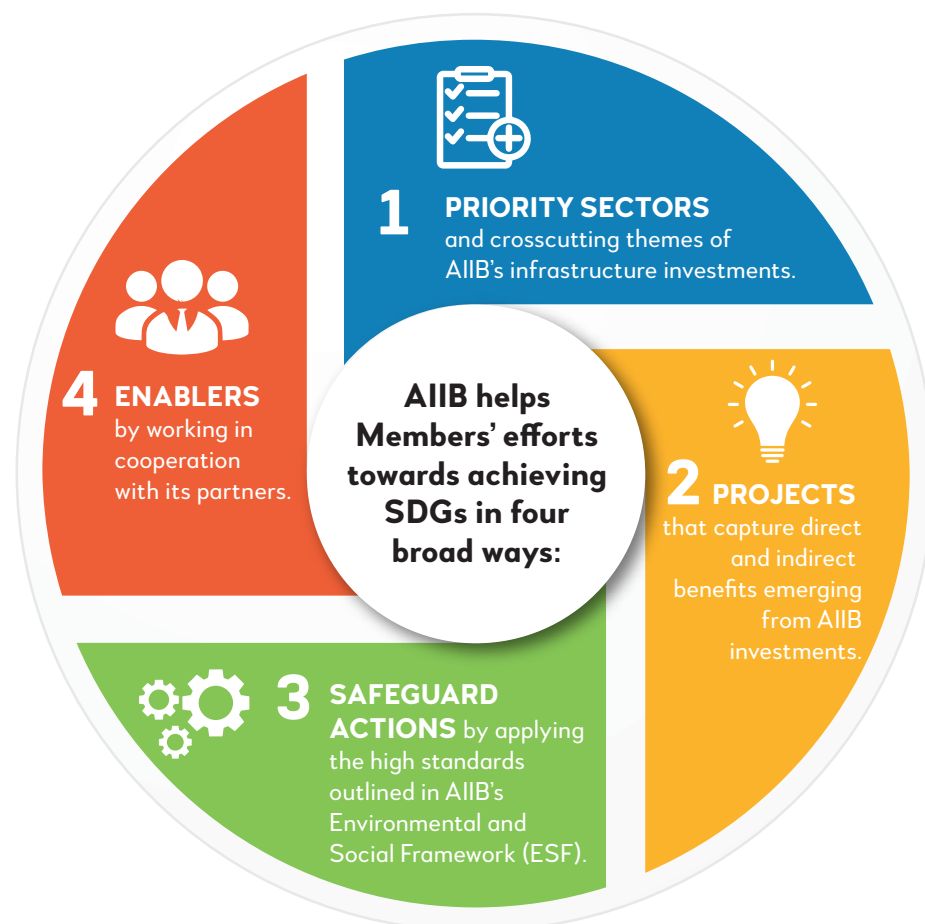 AIIB helps
Members’ efforts
towards achieving
SDGs in four
broad ways:
1 PRIORITY SECTORS
and crosscutting themes of
AIIB’s infrastructure investments.
2 PROJECTS
that capture direct
and indirect
benefits emerging
from AIIB
investments.
3 SAFEGUARD
ACTIONS by applying
the high standards
outlined in AIIB’s
Environmental and
Social Framework (ESF).
4 ENABLERS
by working in
cooperation
with its partners.